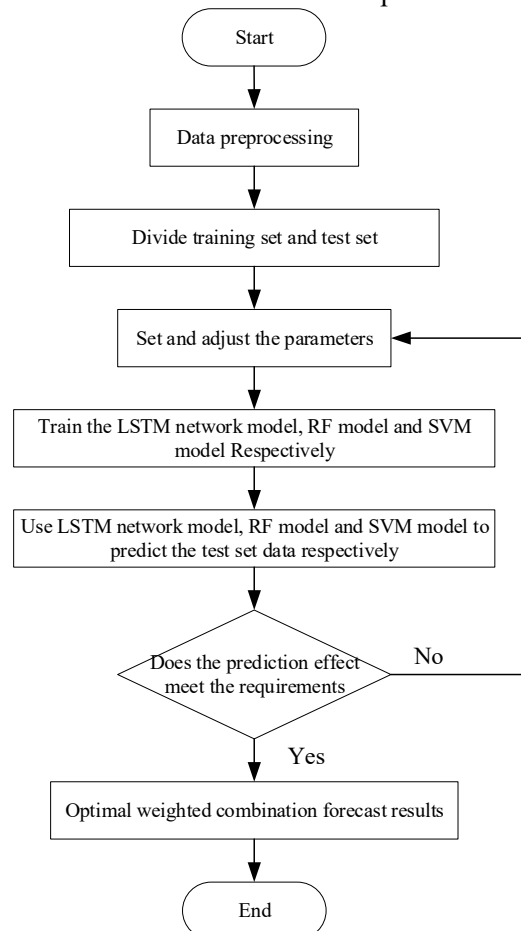 Start
Data preprocessing
Divide training set and test set
Set and adjust the parameters
Train the LSTM network model, RF model and SVM
model Respectively
Use LSTM network model, RF model and SVM model to
predict the test set data respectively
Does the prediction effect
meet the requirements
No
Yes
Optimal weighted combination forecast results
End